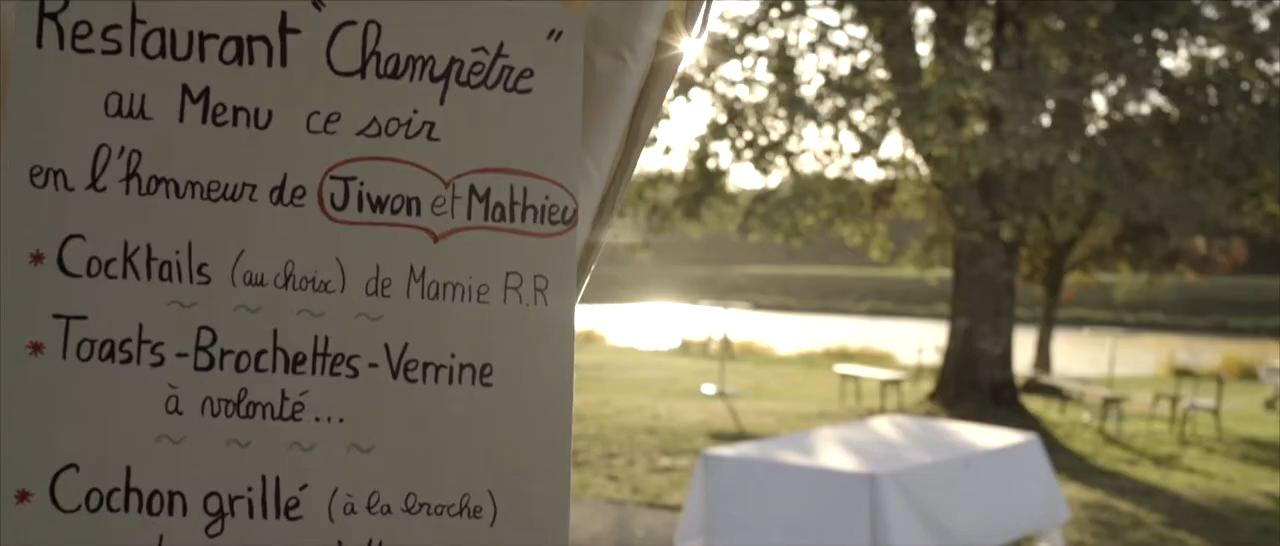 Restaurant "Champêtre"
au Menu ce soir
en l'honneur de Jiwon et Mathieu
* Cocktails (au choix) de Mamie R.R
~ ~ ~ ~
* Toasts-Brochettes-Verrine
à volonté...
~ ~ ~ ~
* Cochon grillé (à la broche)